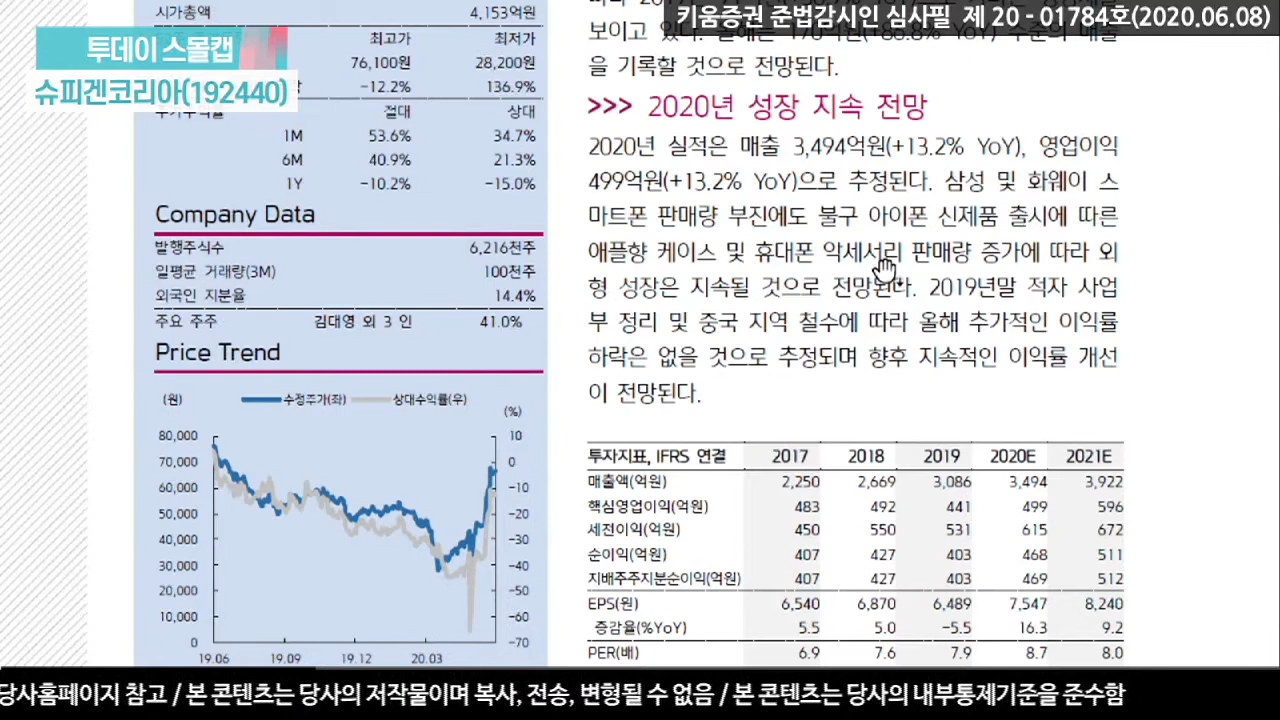 키움증권 준법감시인 심사필 제 20 - 01784호(2020.06.08)
투데이 스몰캡
슈피겐코리아(192440)
시가총액 4,153억원
최고가 최저가
76,100원 28,200원
-12.2% 136.9%
주가수익률 절대 상대
1M 53.6% 34.7%
6M 40.9% 21.3%
1Y -10.2% -15.0%
Company Data
발행주식수 6,216천주
일평균 거래량(3M) 100천주
외국인 지분율 14.4%
주요 주주 김대영 외 3 인 41.0%
Price Trend
(원) 수정주가(좌) 상대수익률(우) (%)
80,000 10
70,000 0
60,000 -10
50,000 -20
40,000 -30
30,000 -40
20,000 -50
10,000 -60
0 -70
19.06 19.09 19.12 20.03
보이고 있다. 올해는 170억원(+86.8% YoY) 수준의 매출
을 기록할 것으로 전망된다.
>>> 2020년 성장 지속 전망
2020년 실적은 매출 3,494억원(+13.2% YoY), 영업이익
499억원(+13.2% YoY)으로 추정된다. 삼성 및 화웨이 스
마트폰 판매량 부진에도 불구 아이폰 신제품 출시에 따른
애플향 케이스 및 휴대폰 악세서리 판매량 증가에 따라 외
형 성장은 지속될 것으로 전망된다. 2019년말 적자 사업
부 정리 및 중국 지역 철수에 따라 올해 추가적인 이익률
하락은 없을 것으로 추정되며 향후 지속적인 이익률 개선
이 전망된다.
투자지표, IFRS 연결 2017 2018 2019 2020E 2021E
매출액(억원) 2,250 2,669 3,086 3,494 3,922
핵심영업이익(억원) 483 492 441 499 596
세전이익(억원) 450 550 531 615 672
순이익(억원) 407 427 403 468 511
지배주주지분순이익(억원) 407 427 403 469 512
EPS(원) 6,540 6,870 6,489 7,547 8,240
증감율(%YoY) 5.5 5.0 -5.5 16.3 9.2
PER(배) 6.9 7.6 7.9 8.7 8.0
당사홈페이지 참고 / 본 콘텐츠는 당사의 저작물이며 복사, 전송, 변형될 수 없음 / 본 콘텐츠는 당사의 내부통제기준을 준수함